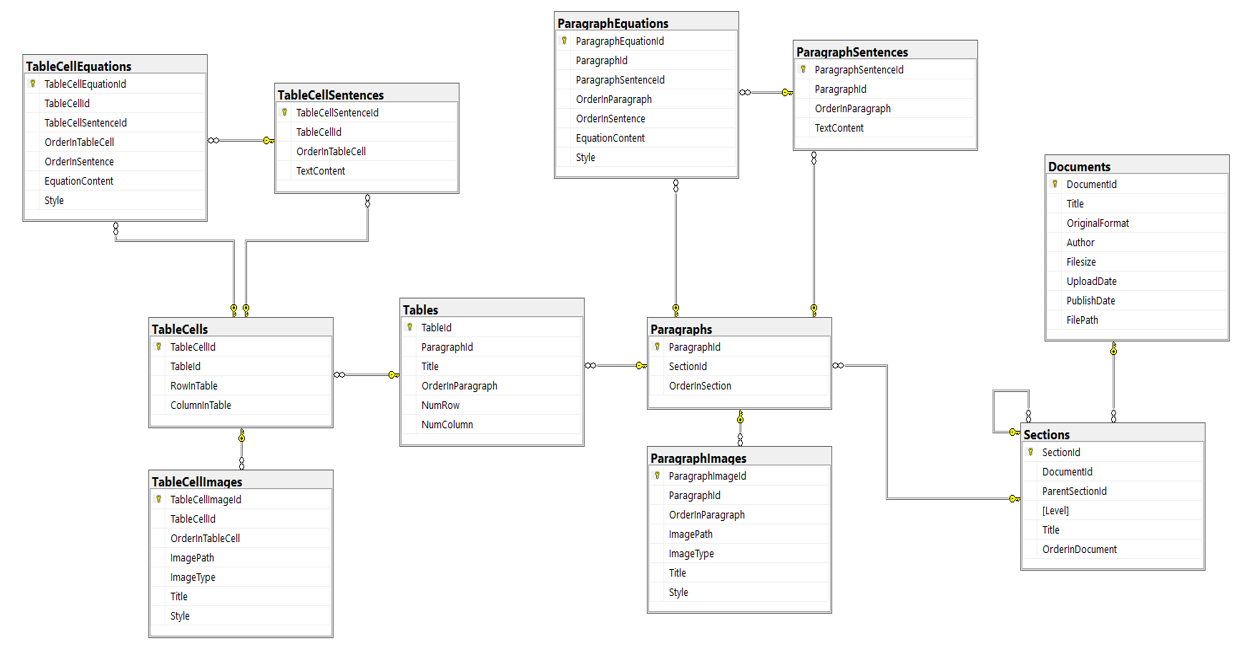 ParagraphEquations
ParagraphEquationId
ParagraphId
ParagraphSentenceId
OrderInParagraph
OrderInSentence
EquationContent
Style
ParagraphSentences
ParagraphSentenceId
ParagraphId
OrderInParagraph
TextContent
TableCellEquations
TableCellEquationId
TableCellId
TableCellSentenceId
OrderInTableCell
OrderInSentence
EquationContent
Style
TableCellSentences
TableCellSentenceId
TableCellId
OrderInTableCell
TextContent
Documents
DocumentId
Title
OriginalFormat
Author
Filesize
UploadDate
PublishDate
FilePath
TableCells
TableCellId
TableId
RowInTable
ColumnInTable
Tables
TableId
ParagraphId
Title
OrderInParagraph
NumRow
NumColumn
Paragraphs
ParagraphId
SectionId
OrderInSection
Sections
SectionId
DocumentId
ParentSectionId
[Level]
Title
OrderInDocument
TableCellImages
TableCellImageId
TableCellId
OrderInTableCell
ImagePath
ImageType
Title
Style
ParagraphImages
ParagraphImageId
ParagraphId
OrderInParagraph
ImagePath
ImageType
Title
Style